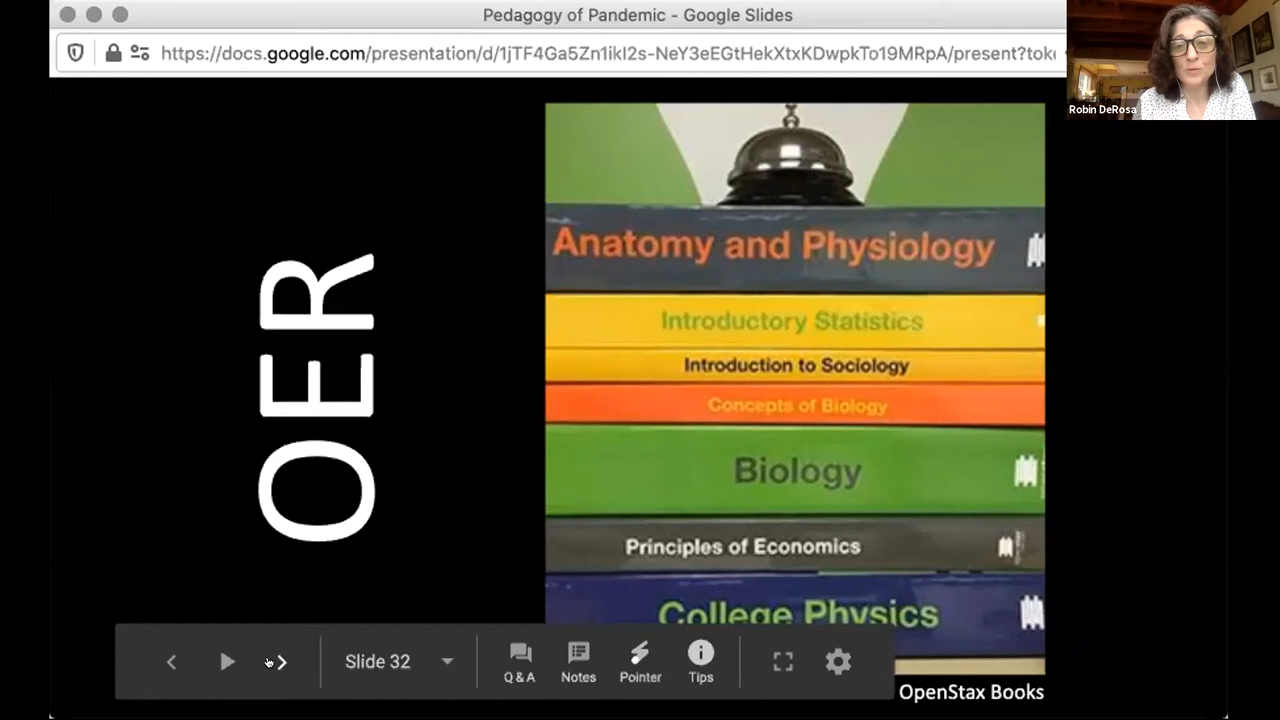 Pedagogy of Pandemic - Google Slides
https://docs.google.com/presentation/d/1jTF4Ga5Zn1ikI2s-NeY3eEGtHekXtxKDwpkTo19MRpA/present?toke
Robin DeRosa
OER
Anatomy and Physiology
Introductory Statistics
Introduction to Sociology
Concepts of Biology
Biology
Principles of Economics
College Physics
Slide 32
Q & A
Notes
Pointer
Tips
OpenStax Books